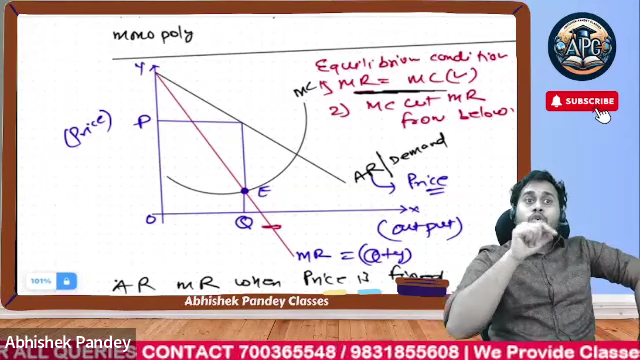 monopoly
Equilibrium condition
1) MR = MC (✓)
2) MC cut MR
from below.
Y
MC
(Price)
P
AR/Demand
Price
E
O
Q
X
(output)
MR = (Qty)
AR MR when Price is fixed
APG
SUBSCRIBE
101%
Abhishek Pandey Classes
Abhishek Pandey
R ALL QUERIES CONTACT 700365548 / 9831855608 | We Provide Classes